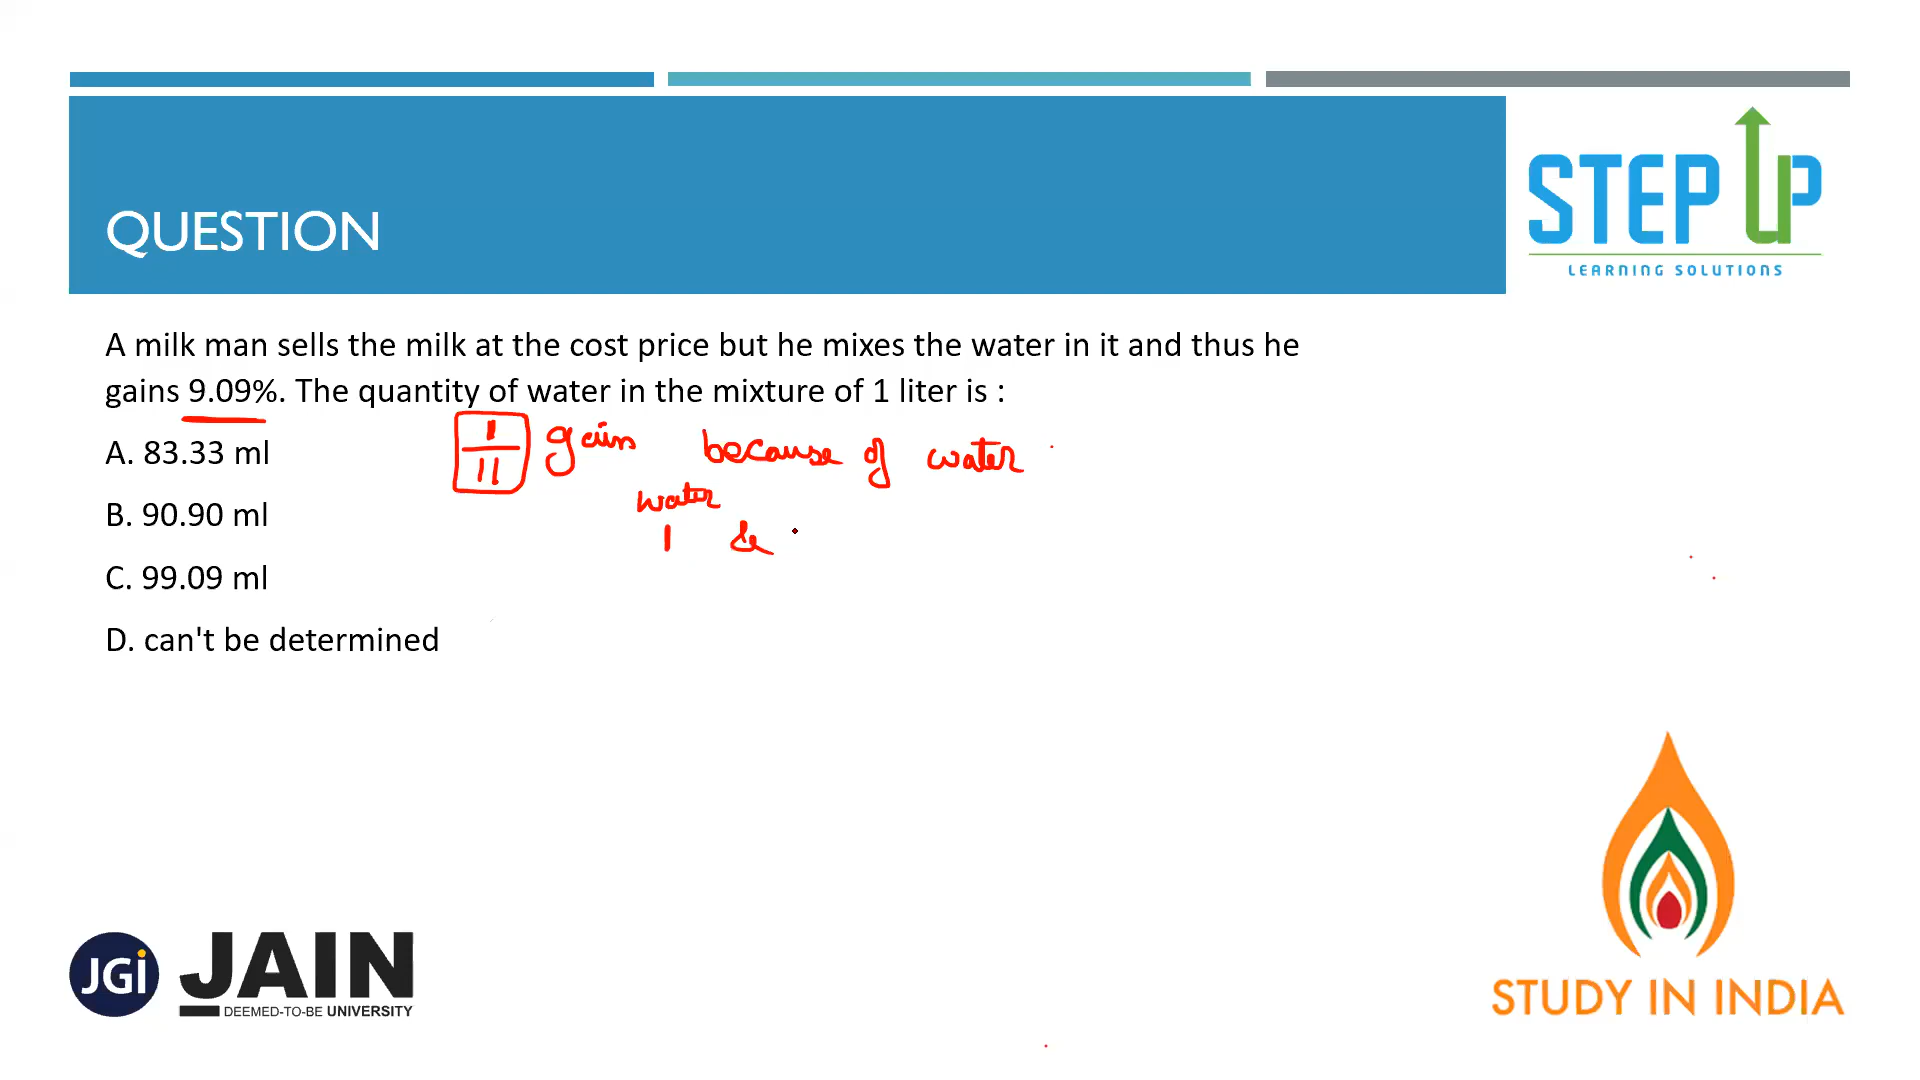 STEP UP
LEARNING SOLUTIONS
QUESTION
A milk man sells the milk at the cost price but he mixes the water in it and thus he
gains 9.09%. The quantity of water in the mixture of 1 liter is :
A. 83.33 ml
1/11 gains because of water
B. 90.90 ml
water
1 &
C. 99.09 ml
D. can't be determined
JGi JAIN
DEEMED-TO-BE UNIVERSITY
STUDY IN INDIA